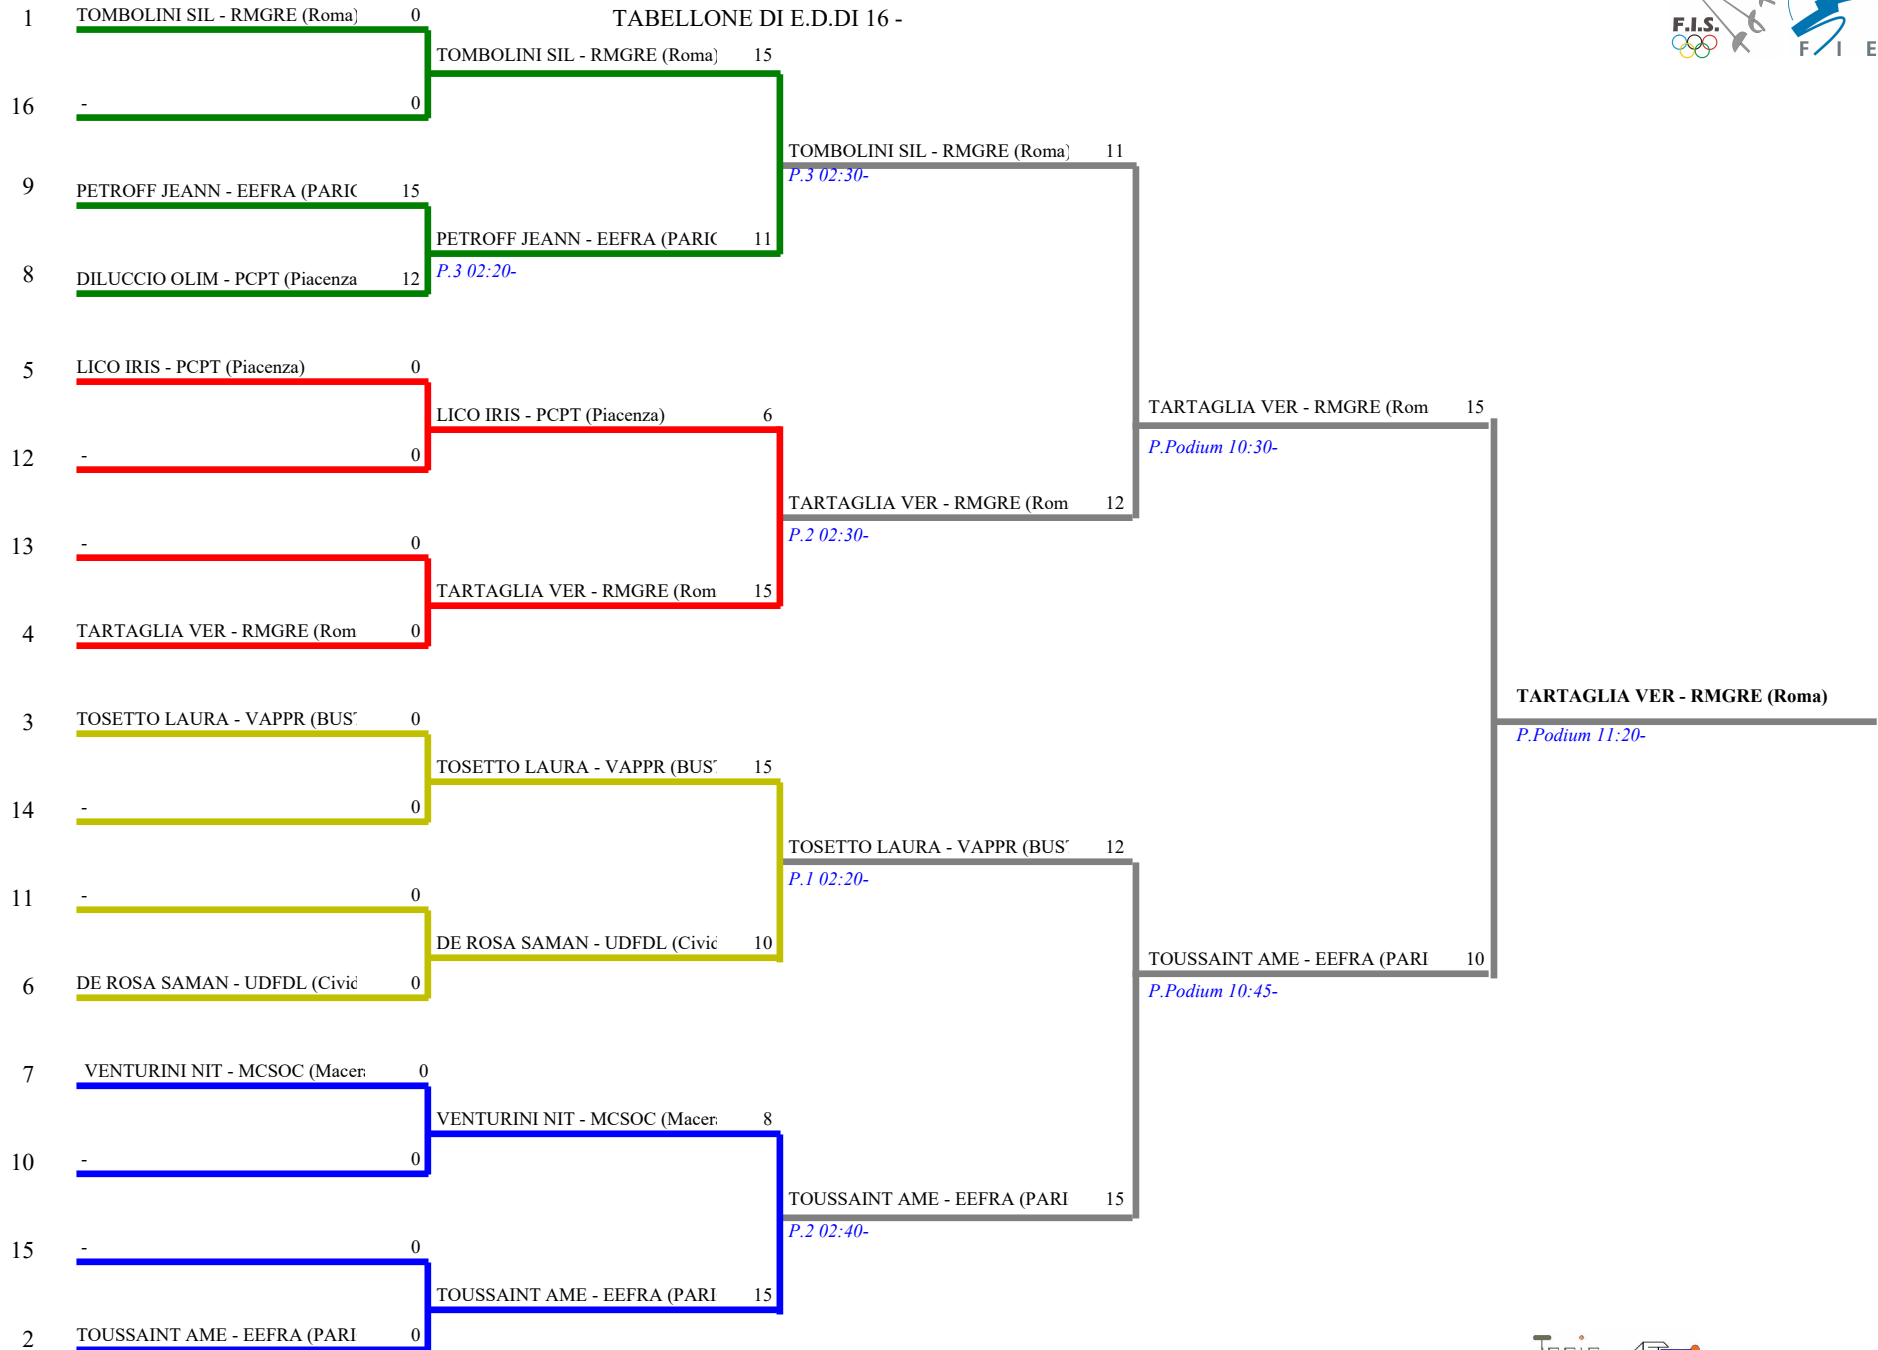 1 TOMBOLINI SIL - RMGRE (Roma) 0
TABELLONE DI E.D.DI 16 -
F.I.S.
F I E
TOMBOLINI SIL - RMGRE (Roma) 15
16 - 0
TOMBOLINI SIL - RMGRE (Roma) 11
P.3 02:30-
9 PETROFF JEANN - EEFRA (PARIC 15
PETROFF JEANN - EEFRA (PARIC 11
P.3 02:20-
8 DILUCCIO OLIM - PCPT (Piacenza 12
5 LICO IRIS - PCPT (Piacenza) 0
LICO IRIS - PCPT (Piacenza) 6
TARTAGLIA VER - RMGRE (Rom 15
P.Podium 10:30-
12 - 0
TARTAGLIA VER - RMGRE (Rom 12
P.2 02:30-
13 - 0
TARTAGLIA VER - RMGRE (Rom 15
4 TARTAGLIA VER - RMGRE (Rom 0
TARTAGLIA VER - RMGRE (Roma)
P.Podium 11:20-
3 TOSETTO LAURA - VAPPR (BUST 0
TOSETTO LAURA - VAPPR (BUST 15
14 - 0
TOSETTO LAURA - VAPPR (BUST 12
P.1 02:20-
11 - 0
DE ROSA SAMAN - UDFDL (Civid 10
TOUSSAINT AME - EEFRA (PARI 10
P.Podium 10:45-
6 DE ROSA SAMAN - UDFDL (Civid 0
7 VENTURINI NIT - MCSOC (Macera 0
VENTURINI NIT - MCSOC (Macera 8
10 - 0
TOUSSAINT AME - EEFRA (PARI 15
P.2 02:40-
15 - 0
TOUSSAINT AME - EEFRA (PARI 15
2 TOUSSAINT AME - EEFRA (PARI 0